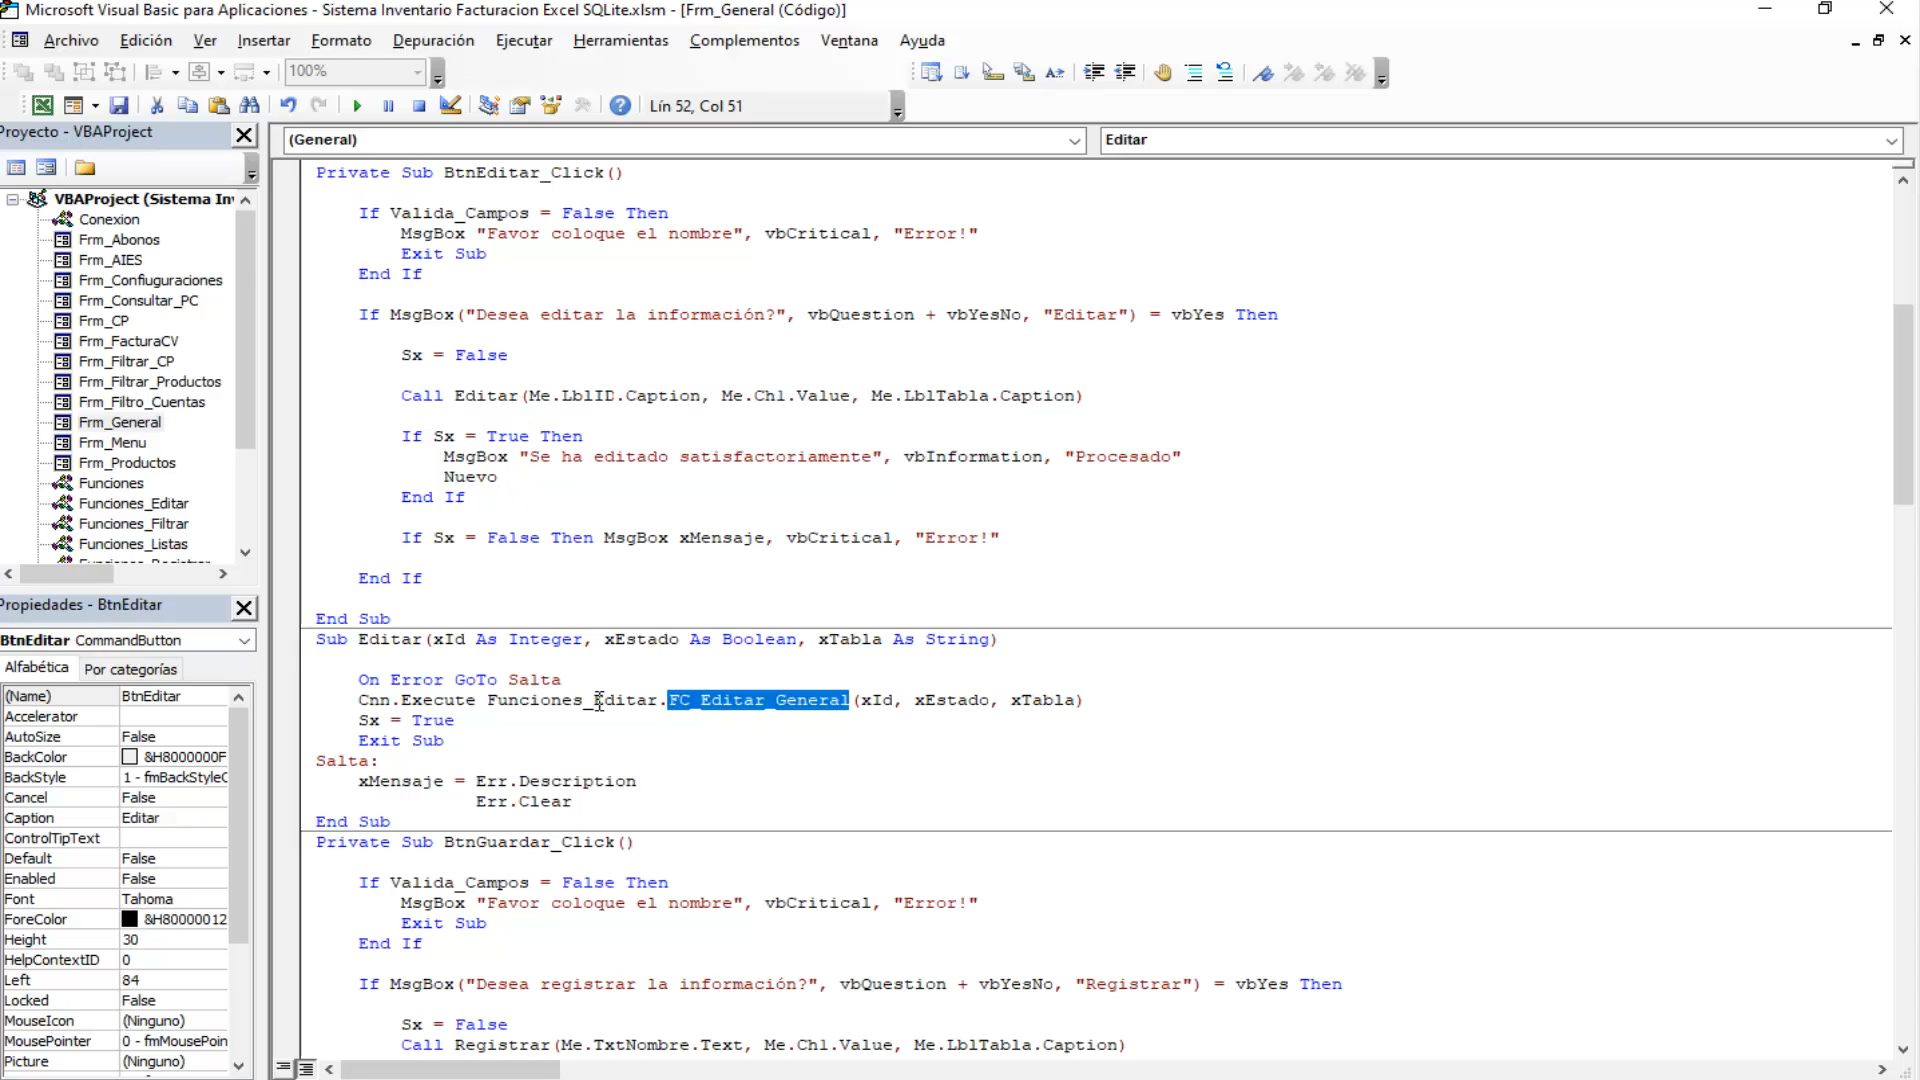 Microsoft Visual Basic para Aplicaciones - Sistema Inventario Facturacion Excel SQLite.xlsm - [Frm_General (Código)]
Archivo Edición Ver Insertar Formato Depuración Ejecutar Herramientas Complementos Ventana Ayuda
100%
Lín 52, Col 51
Proyecto - VBAProject
(General) Editar
VBAProject (Sistema Inv
Conexion
Frm_Abonos
Frm_AIES
Frm_Confiuguraciones
Frm_Consultar_PC
Frm_CP
Frm_FacturaCV
Frm_Filtrar_CP
Frm_Filtrar_Productos
Frm_Filtro_Cuentas
Frm_General
Frm_Menu
Frm_Productos
Funciones
Funciones_Editar
Funciones_Filtrar
Funciones_Listas
Propiedades - BtnEditar
BtnEditar CommandButton
Alfabética Por categorías
(Name) BtnEditar
Accelerator
AutoSize False
BackColor &H8000000F
BackStyle 1 - fmBackStyleO
Cancel False
Caption Editar
ControlTipText
Default False
Enabled False
Font Tahoma
ForeColor &H80000012
Height 30
HelpContextID 0
Left 84
Locked False
MouseIcon (Ninguno)
MousePointer 0 - fmMousePoin
Picture (Ninguno)
Private Sub BtnEditar_Click()
If Valida_Campos = False Then
MsgBox "Favor coloque el nombre", vbCritical, "Error!"
Exit Sub
End If
If MsgBox("Desea editar la información?", vbQuestion + vbYesNo, "Editar") = vbYes Then
Sx = False
Call Editar(Me.LblID.Caption, Me.Ch1.Value, Me.LblTabla.Caption)
If Sx = True Then
MsgBox "Se ha editado satisfactoriamente", vbInformation, "Procesado"
Nuevo
End If
If Sx = False Then MsgBox xMensaje, vbCritical, "Error!"
End If
End Sub
Sub Editar(xId As Integer, xEstado As Boolean, xTabla As String)
On Error GoTo Salta
Cnn.Execute Funciones_Editar.FC_Editar_General(xId, xEstado, xTabla)
Sx = True
Exit Sub
Salta:
xMensaje = Err.Description
Err.Clear
End Sub
Private Sub BtnGuardar_Click()
If Valida_Campos = False Then
MsgBox "Favor coloque el nombre", vbCritical, "Error!"
Exit Sub
End If
If MsgBox("Desea registrar la información?", vbQuestion + vbYesNo, "Registrar") = vbYes Then
Sx = False
Call Registrar(Me.TxtNombre.Text, Me.Ch1.Value, Me.LblTabla.Caption)